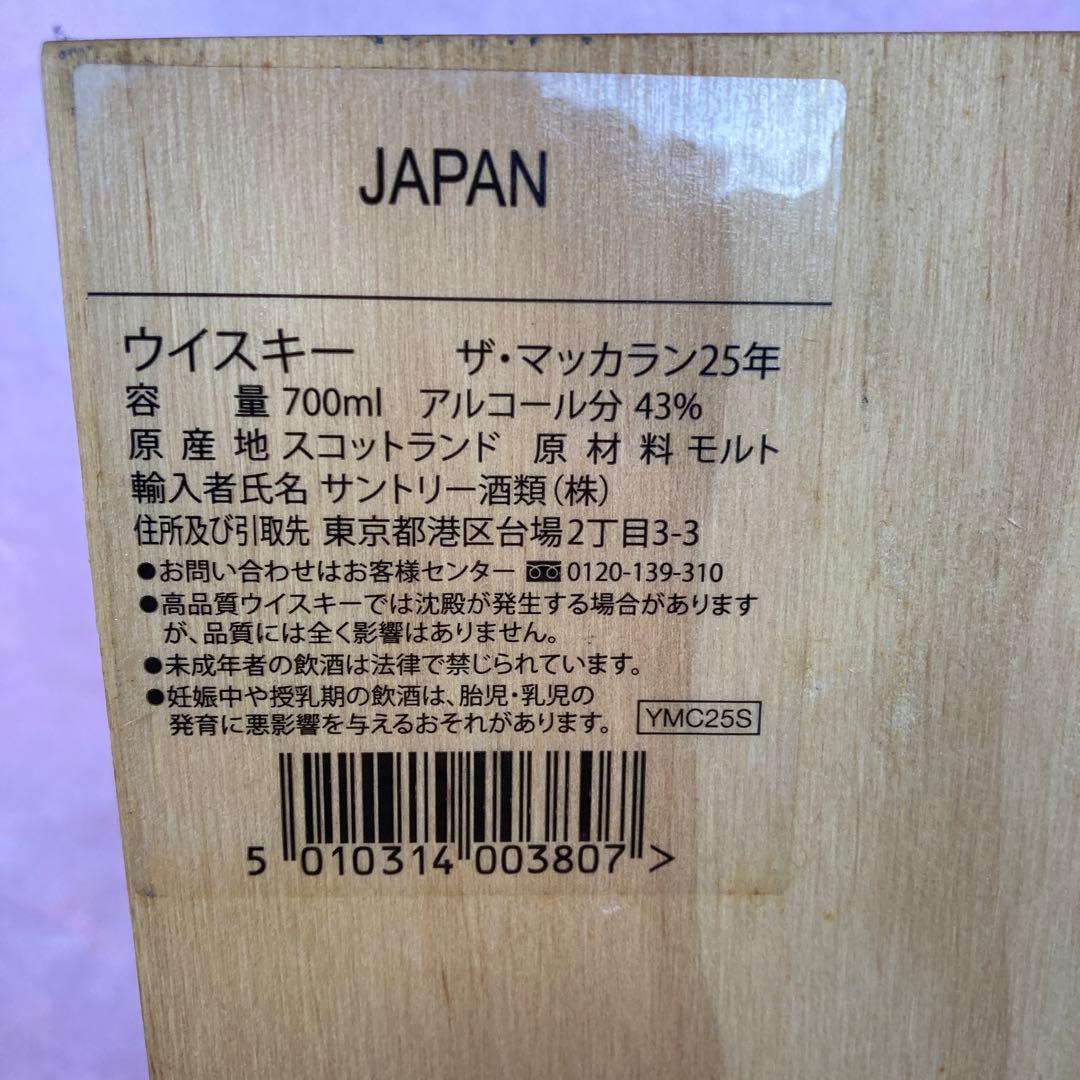 JAPAN
ウイスキー ザ・マッカラン25年
容 量 700ml アルコール分 43%
原産地 スコットランド 原材料 モルト
輸入者氏名 サントリー酒類(株)
住所及び引取先 東京都港区台場2丁目3-3
●お問い合わせはお客様センター 0120-139-310
●高品質ウイスキーでは沈殿が発生する場合があります
が、品質には全く影響はありません。
●未成年者の飲酒は法律で禁じられています。
●妊娠中や授乳期の飲酒は、胎児・乳児の
発育に悪影響を与えるおそれがあります。 YMC25S
5 010314 003807 >